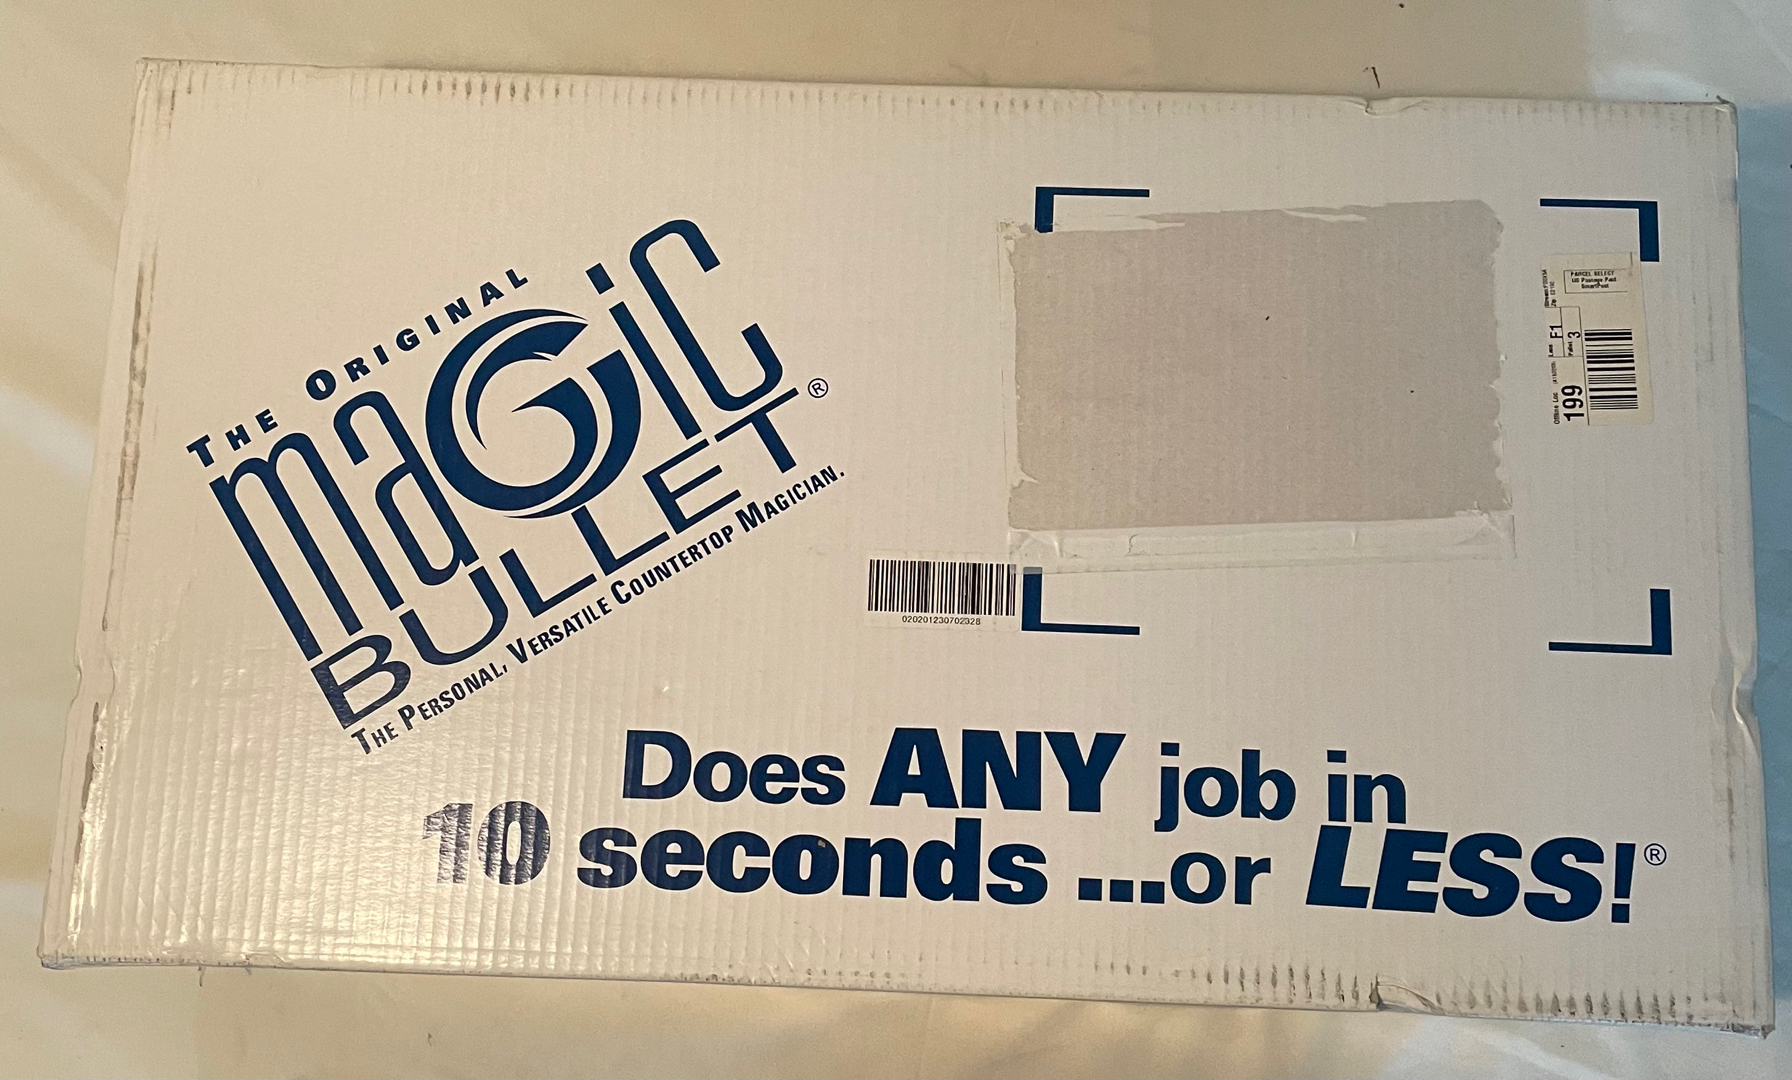 THE ORIGINAL
MAGIC
BULLET®
THE PERSONAL, VERSATILE COUNTERTOP MAGICIAN.
PARCEL SELECT
US Postage Paid
SmartPost
F1
3
199
020201230702328
Does ANY job in
10 seconds ...or LESS!®